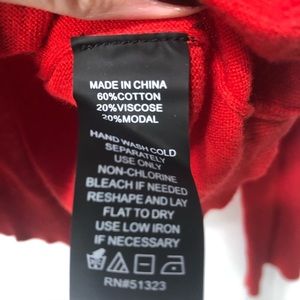 MADE IN CHINA
60%COTTON
20%VISCOSE
20%MODAL
HAND WASH COLD
SEPARATELY
USE ONLY
NON-CHLORINE
BLEACH IF NEEDED
RESHAPE AND LAY
FLAT TO DRY
USE LOW IRON
IF NECESSARY
RN#51323